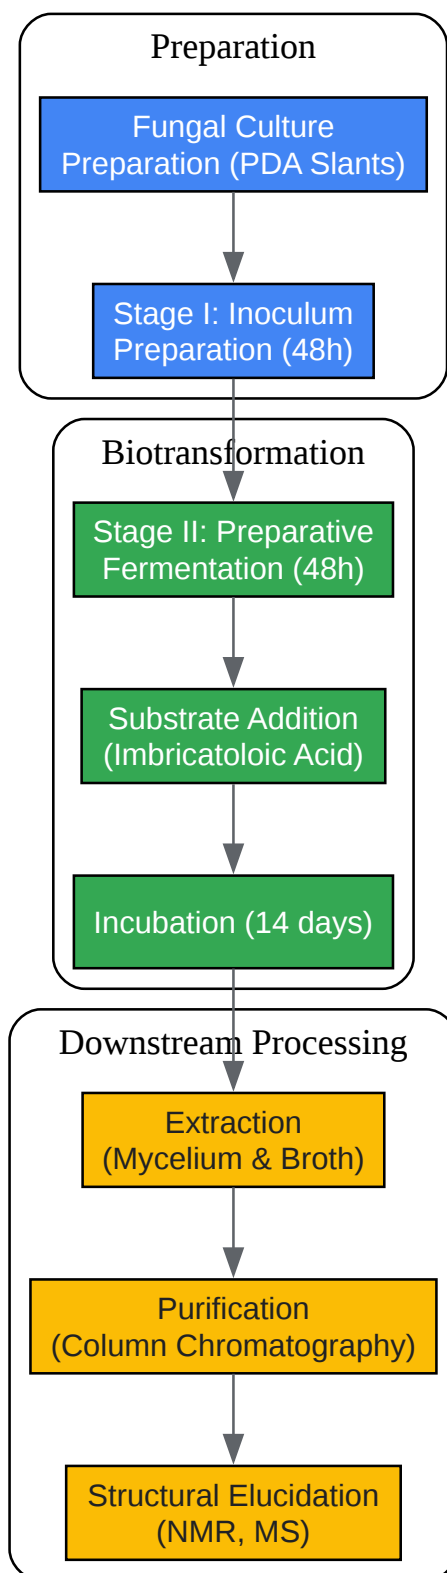 Preparation
Fungal Culture
Preparation (PDA Slants)
Stage I: Inoculum
Preparation (48h)
Biotransformation
Stage II: Preparative
Fermentation (48h)
Substrate Addition
(Imbricatoloic Acid)
Incubation (14 days)
Downstream Processing
Extraction
(Mycelium & Broth)
Purification
(Column Chromatography)
Structural Elucidation
(NMR, MS)